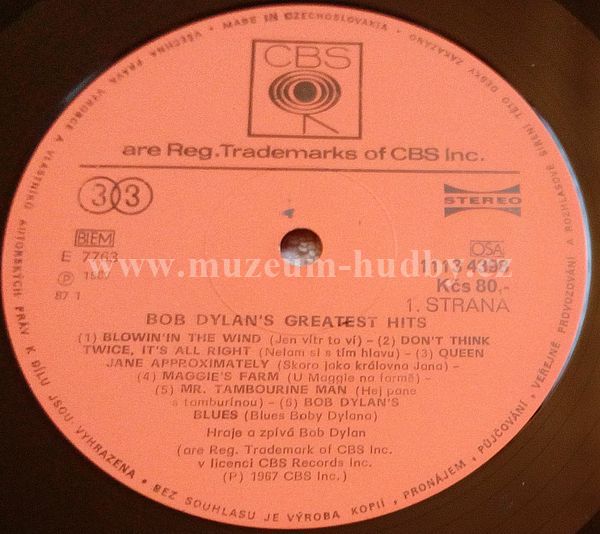 MADE IN CZECHOSLOVAKIA • VŠECHNA PRÁVA VÝROBCE A VLASTNÍKŮ AUTORSKÝCH PRÁV K DÍLU JSOU VYHRAZENA • BEZ SOUHLASU JE VÝROBA KOPIÍ, PRONÁJEM, PŮJČOVÁNÍ, VEŘEJNÉ PROVOZOVÁNÍ A ROZHLASOVÉ ŠÍŘENÍ TÉTO DESKY ZAKÁZÁNO •
CBS
are Reg. Trademarks of CBS Inc.
33
STEREO
BIEM
OSA
E 7763
1113 4398
www.muzeum-hudby.cz
Ⓟ 1987
Kčs 80,-
87 1
1. STRANA
BOB DYLAN'S GREATEST HITS
(1) BLOWIN'IN THE WIND (Jen vítr to ví) – (2) DON'T THINK
TWICE, IT'S ALL RIGHT (Nelam si s tím hlavu) – (3) QUEEN
JANE APPROXIMATELY (Skoro jako královna Jana) –
(4) MAGGIE'S FARM (U Maggie na farmě) –
(5) MR. TAMBOURINE MAN (Hej pane
s tamburínou) – (6) BOB DYLAN'S
BLUES (Blues Boby Dylana)
Hraje a zpívá Bob Dylan
(are Reg. Trademark of CBS Inc.
v licenci CBS Records Inc.
(P) 1967 CBS Inc.)